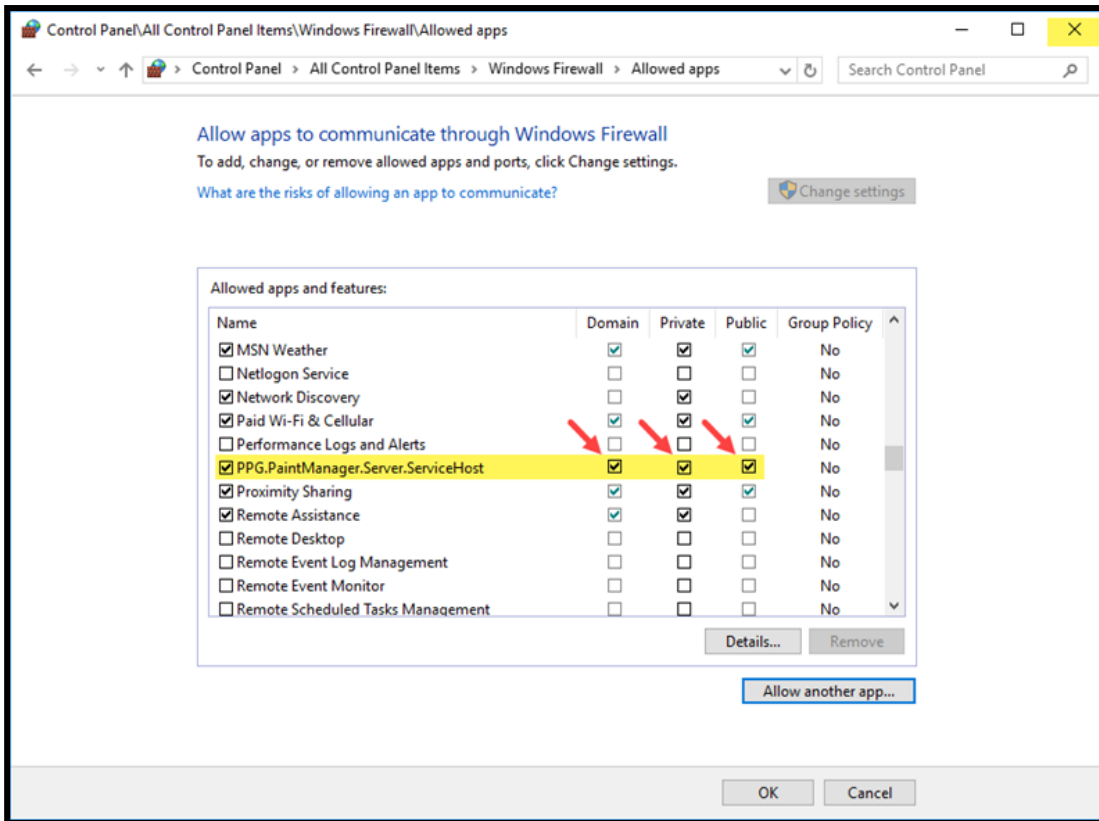 Control Panel\All Control Panel Items\Windows Firewall\Allowed apps
Control Panel > All Control Panel Items > Windows Firewall > Allowed apps
Search Control Panel
Allow apps to communicate through Windows Firewall
To add, change, or remove allowed apps and ports, click Change settings.
What are the risks of allowing an app to communicate?
Change settings
Allowed apps and features:
Name Domain Private Public Group Policy
MSN Weather No
Netlogon Service No
Network Discovery No
Paid Wi-Fi & Cellular No
Performance Logs and Alerts No
PPG.PaintManager.Server.ServiceHost No
Proximity Sharing No
Remote Assistance No
Remote Desktop No
Remote Event Log Management No
Remote Event Monitor No
Remote Scheduled Tasks Management No
Details... Remove
Allow another app...
OK Cancel